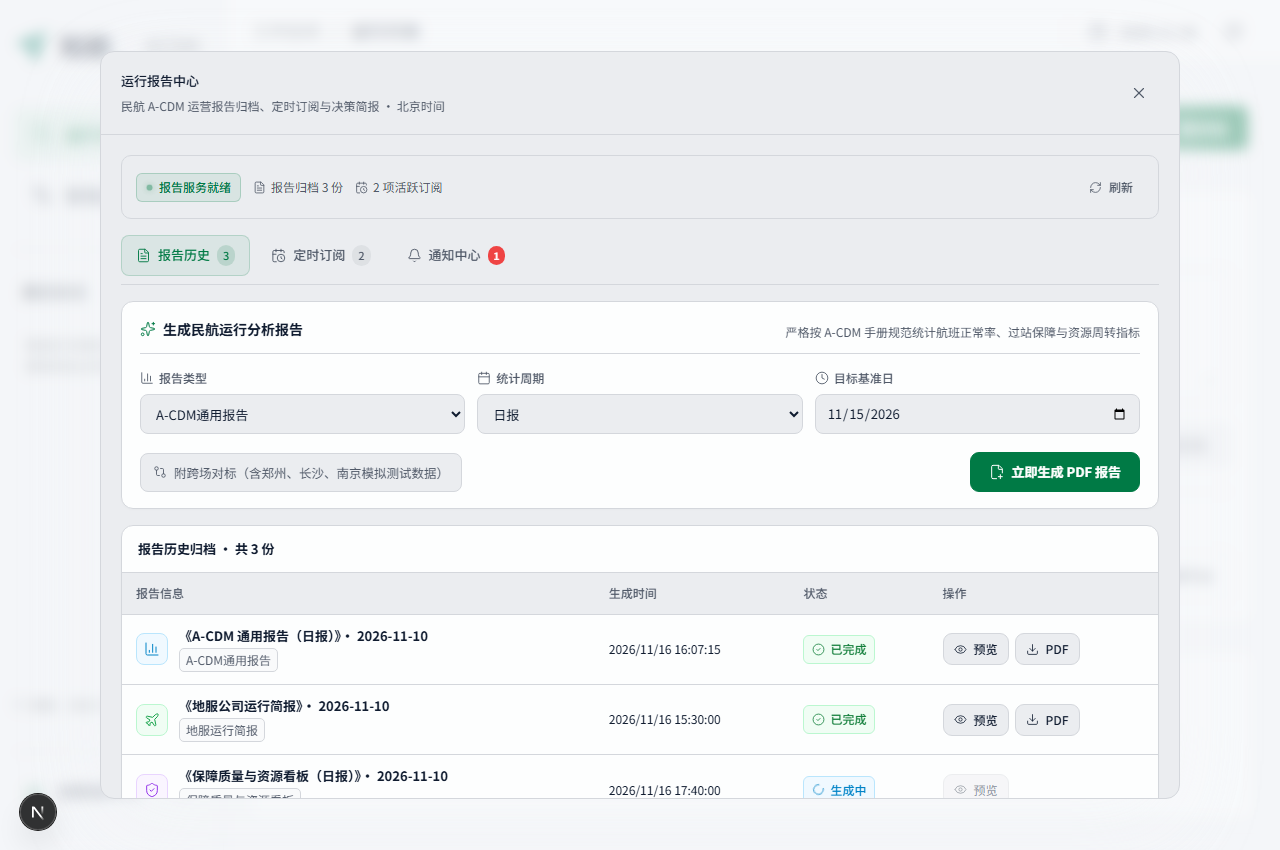 运行报告中心
民航 A-CDM 运营报告归档、定时订阅与决策简报 · 北京时间
报告服务就绪 报告归档 3 份 2 项活跃订阅 刷新
报告历史 3 定时订阅 2 通知中心 1
生成民航运行分析报告 严格按 A-CDM 手册规范统计航班正常率、过站保障与资源周转指标
报告类型 统计周期 目标基准日
A-CDM通用报告 日报 11/15/2026
附跨场对标（含郑州、长沙、南京模拟测试数据） 立即生成 PDF 报告
报告历史归档 · 共 3 份
报告信息 生成时间 状态 操作
《A-CDM 通用报告（日报）》· 2026-11-10
A-CDM通用报告
2026/11/16 16:07:15 已完成 预览 PDF
《地服公司运行简报》· 2026-11-10
地服运行简报
2026/11/16 15:30:00 已完成 预览 PDF
《保障质量与资源看板（日报）》· 2026-11-10
保障质量与资源看板
2026/11/16 17:40:00 生成中 预览
N